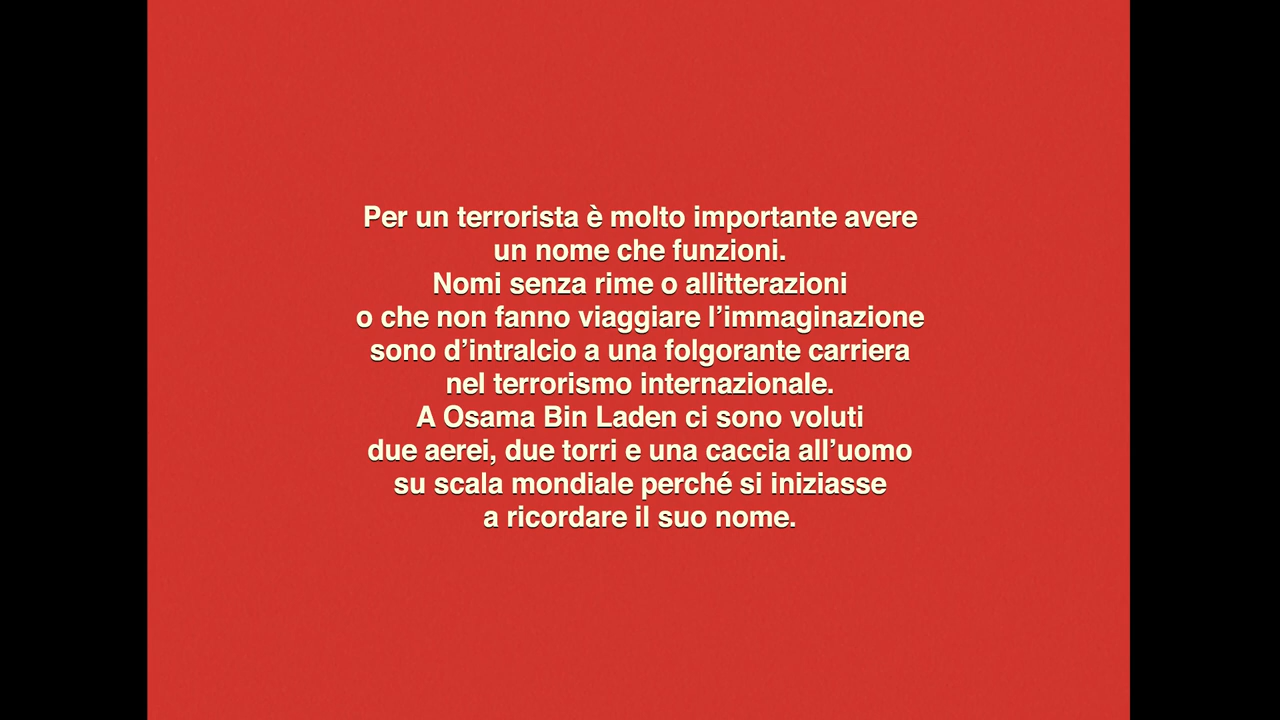 Per un terrorista è molto importante avere
un nome che funzioni.
Nomi senza rime o allitterazioni
o che non fanno viaggiare l’immaginazione
sono d’intralcio a una folgorante carriera
nel terrorismo internazionale.
A Osama Bin Laden ci sono voluti
due aerei, due torri e una caccia all’uomo
su scala mondiale perché si iniziasse
a ricordare il suo nome.